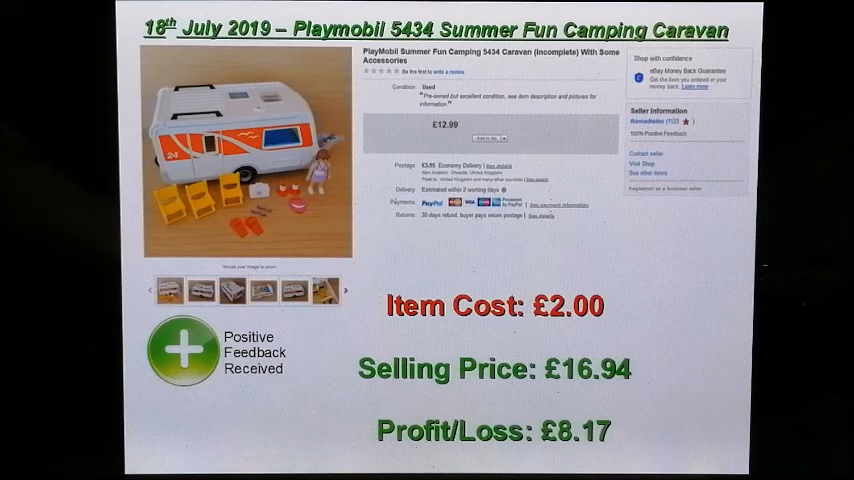 18th July 2019 – Playmobil 5434 Summer Fun Camping Caravan
PlayMobil Summer Fun Camping 5434 Caravan (Incomplete) With Some
Accessories
Be the first to write a review.
Condition: Used
"Pre-owned but excellent condition, see item description and pictures for
information."
£12.99
Add to list
Postage: £3.95 Economy Delivery | See details
Item location: Cheadle, United Kingdom
Posts to: United Kingdom and many other countries | See details
Delivery: Estimated within 2 working days
Payments: PayPal VISA See payment information
Returns: 30 days refund, buyer pays return postage | See details
Shop with confidence
eBay Money Back Guarantee
Get the item you ordered or your
money back. Learn more
Seller information
100% Positive Feedback
Contact seller
Visit Shop
See other items
Registered as a business seller
24
Mouse over image to zoom
Positive
Feedback
Received
Item Cost: £2.00
Selling Price: £16.94
Profit/Loss: £8.17